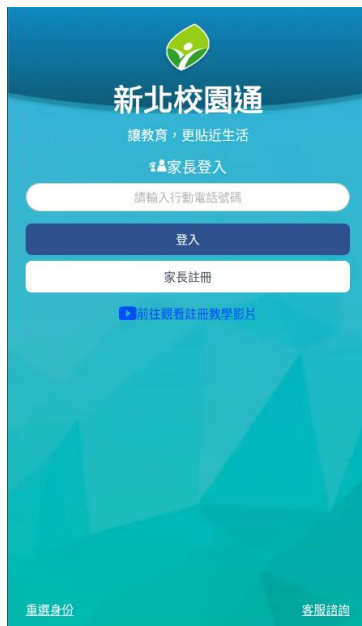 新北校園通
讓教育，更貼近生活
家長登入
請輸入行動電話號碼
登入
家長註冊
前往觀看註冊教學影片
重選身份
客服諮詢